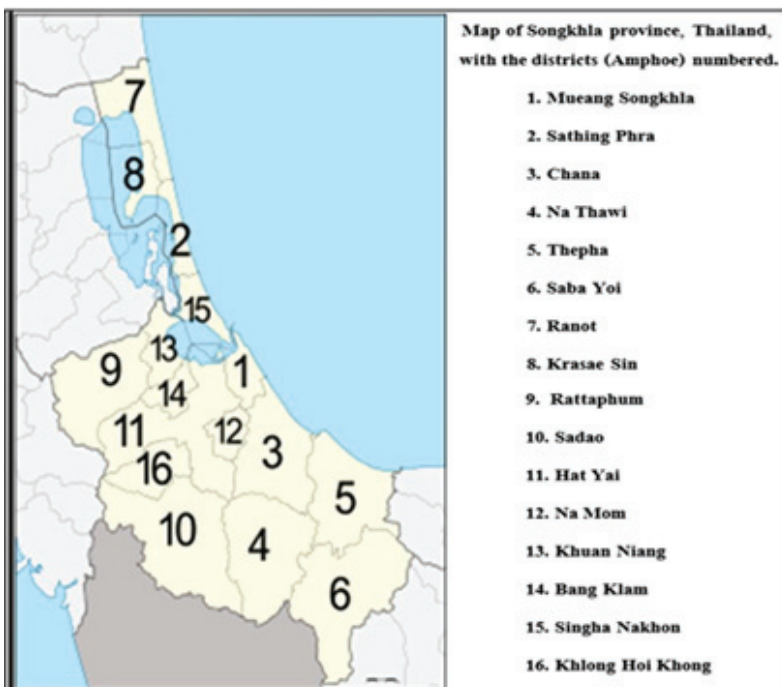 Map of Songkhla province, Thailand,
with the districts (Amphoe) numbered.
1. Mueang Songkhla
2. Sathing Phra
3. Chana
4. Na Thawi
5. Thepha
6. Saba Yoi
7. Ranot
8. Krasae Sin
9. Rattaphum
10. Sadao
11. Hat Yai
12. Na Mom
13. Khuan Niang
14. Bang Klam
15. Singha Nakhon
16. Khlong Hoi Khong
7
8
2
15
13
9
1
14
11
12
3
16
5
10
4
6